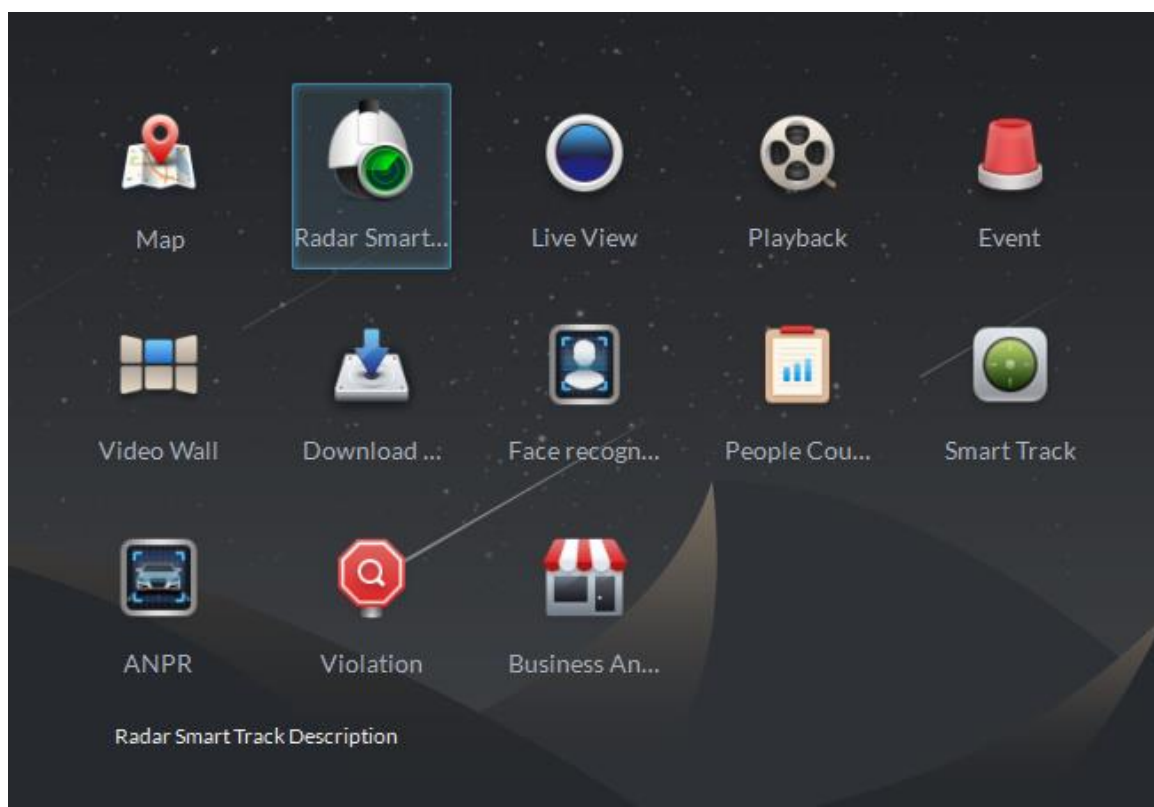 Map
Radar Smart...
Live View
Playback
Event
Video Wall
Download ...
Face recogn...
People Cou...
Smart Track
ANPR
Violation
Business An...
Radar Smart Track Description